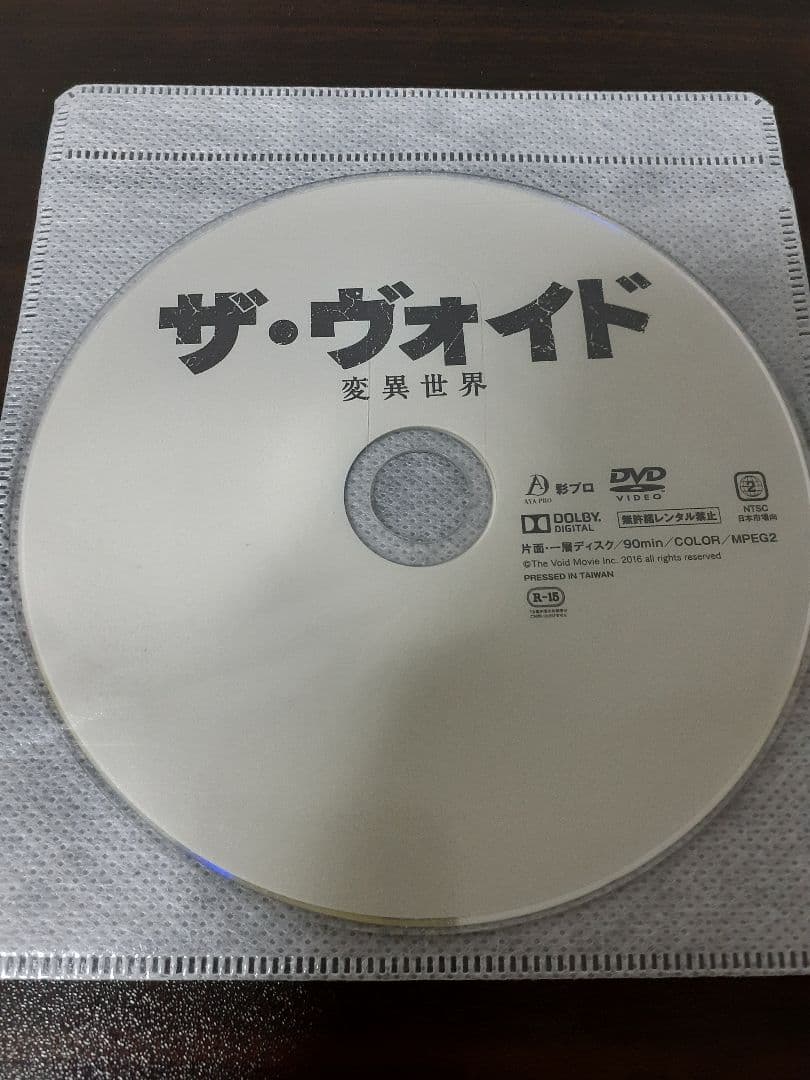 ザ・ヴォイド
変異世界
AYA PRO 彩プロ DVD VIDEO 2
NTSC
日本市場向
DOLBY DIGITAL 無許諾レンタル禁止
片面・一層ディスク/90min/COLOR/MPEG2
©The Void Movie Inc. 2016 all rights reserved
PRESSED IN TAIWAN
R-15